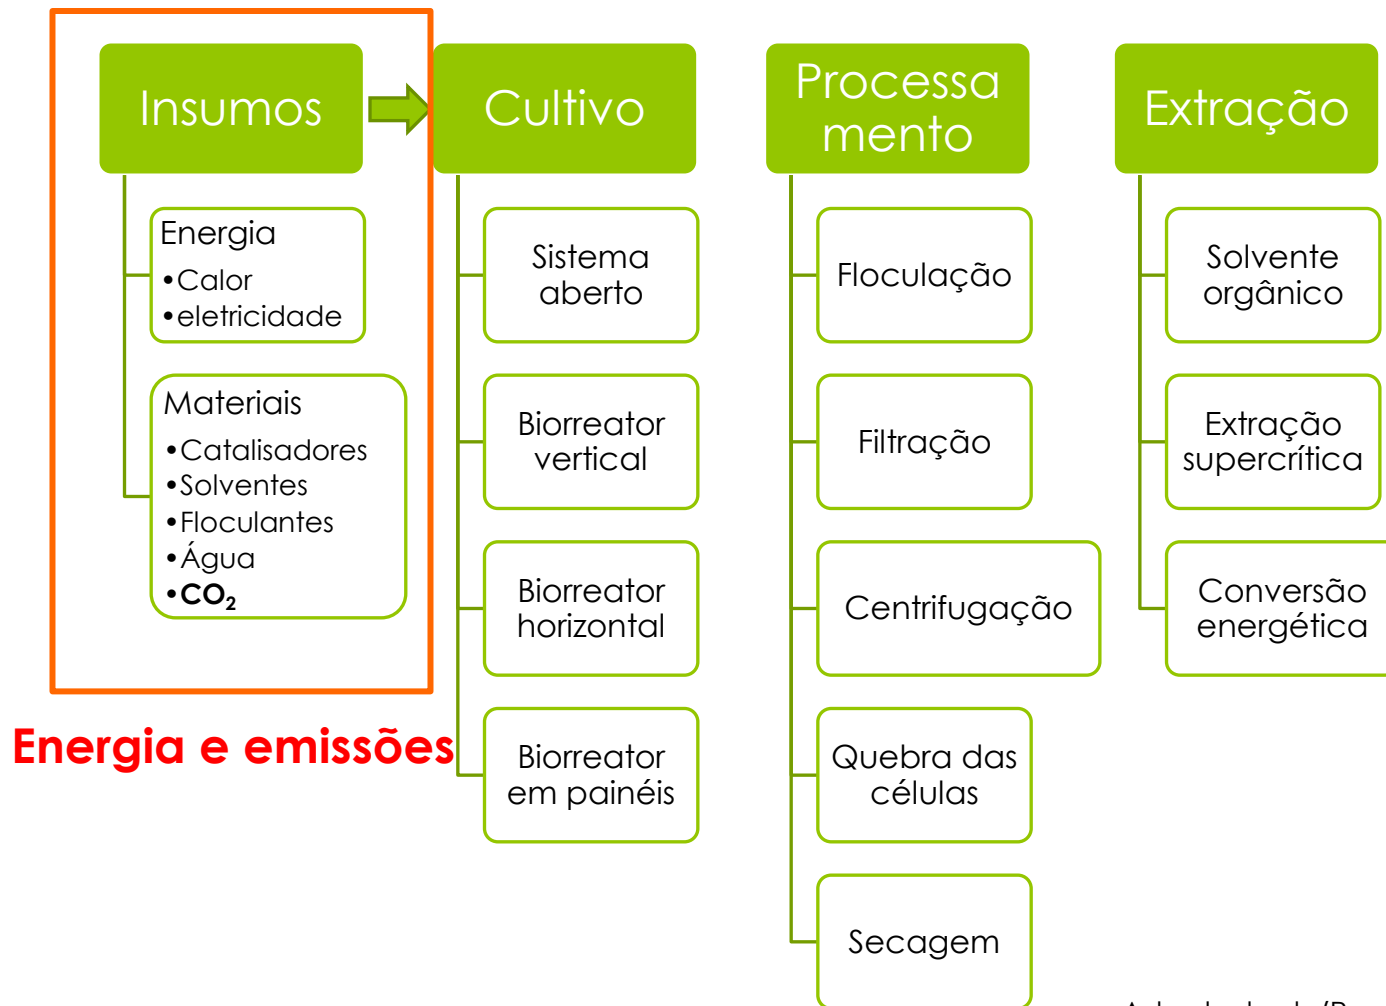 Insumos
Energia
•Calor
•eletricidade
Materiais
•Catalisadores
•Solventes
•Floculantes
•Água
•CO₂
Energia e emissões
Cultivo
Sistema
aberto
Biorreator
vertical
Biorreator
horizontal
Biorreator
em painéis
Processa
mento
Floculação
Filtração
Centrifugação
Quebra das
células
Secagem
Extração
Solvente
orgânico
Extração
supercrítica
Conversão
energética